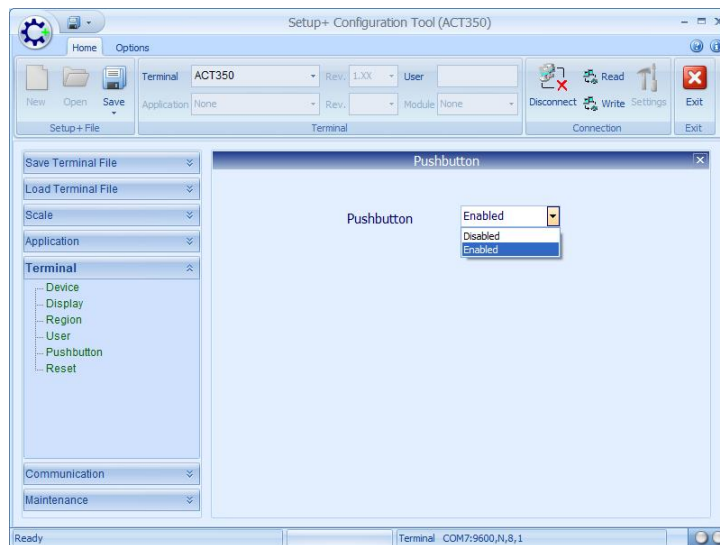 Setup+ Configuration Tool (ACT350)
Home Options
New Open Save
Setup+ File
Terminal ACT350 Rev. 1.XX User
Application None Rev. Module None
Terminal
Disconnect Read Write Settings
Connection
Exit
Exit
Save Terminal File
Load Terminal File
Scale
Application
Terminal
Device
Display
Region
User
Pushbutton
Reset
Communication
Maintenance
Pushbutton
Pushbutton Enabled
Disabled
Enabled
Ready Terminal COM7:9600,N,8,1